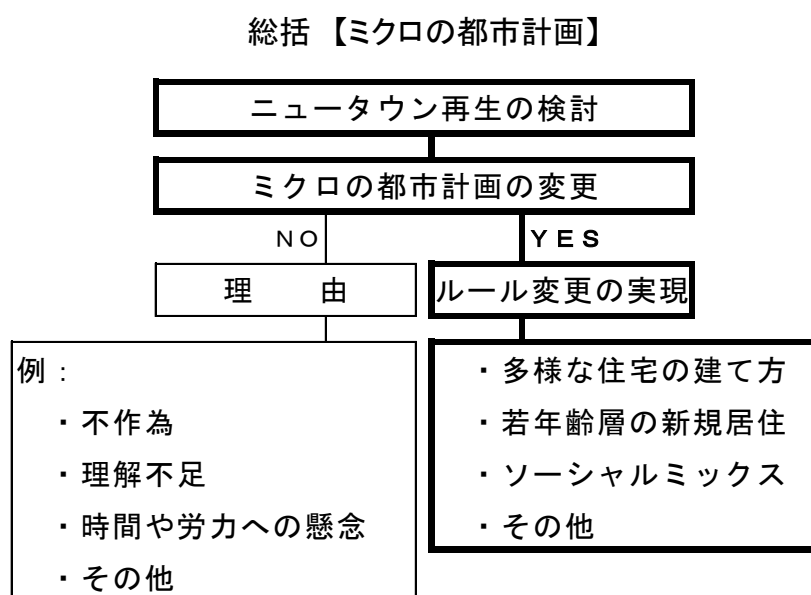 総括 【ミクロの都市計画】
ニュータウン再生の検討
ミクロの都市計画の変更
NO
YES
理 由
ルール変更の実現
例：
・不作為
・理解不足
・時間や労力への懸念
・その他
・多様な住宅の建て方
・若年齢層の新規居住
・ソーシャルミックス
・その他